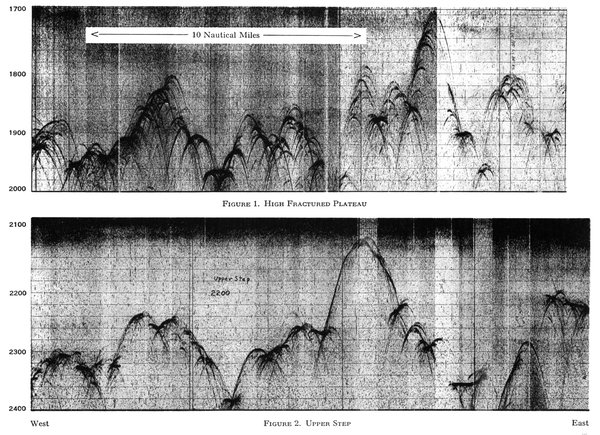 1700
10 Nautical Miles
1800
1900
2000
FIGURE 1. HIGH FRACTURED PLATEAU
2100
Upper Step
2200
2200
2300
2400
West
FIGURE 2. UPPER STEP
East